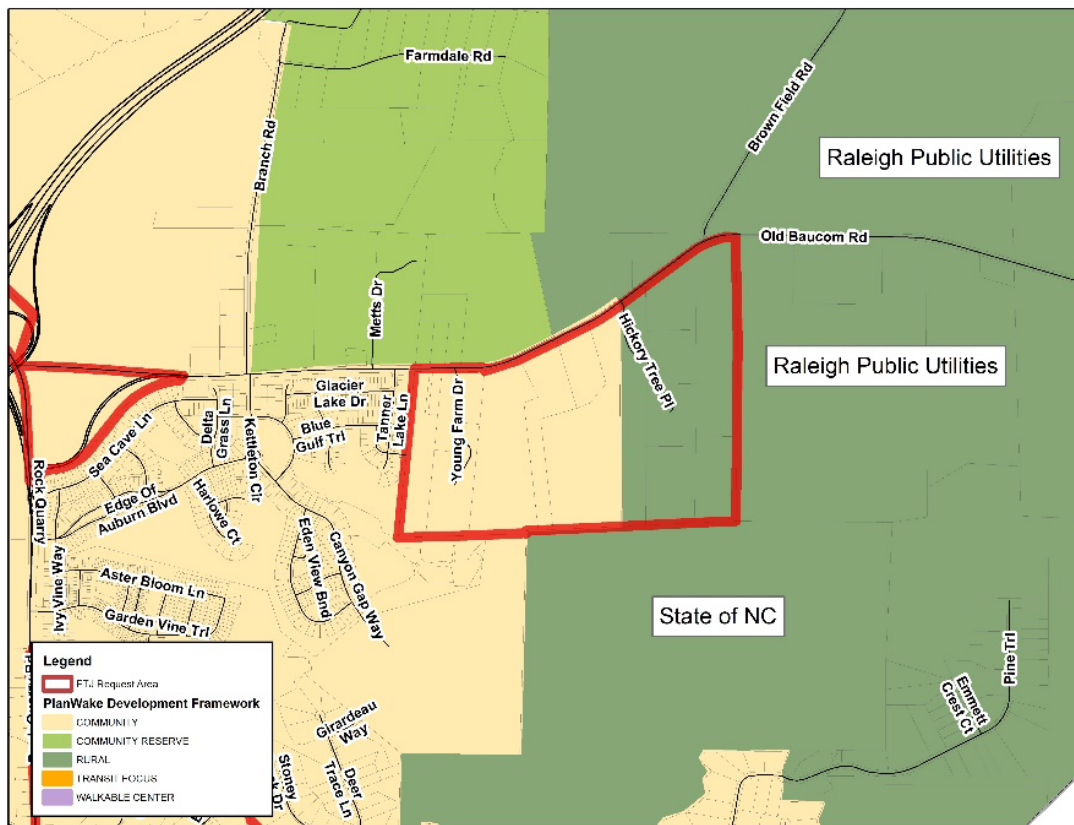 Farmdale Rd
Branch Rd
Brown Field Rd
Raleigh Public Utilities
Old Baucom Rd
Metts Dr
Hickory Tree Pl
Raleigh Public Utilities
Glacier
Lake Dr
Tanner
Lake Ln
Young Farm Dr
Delta
Grass Ln
Blue
Gulf Trl
Kettleton Cir
Sea Cave Ln
Rock Quarry
Edge Of
Auburn Blvd
Harlowe Ct
Eden View Bnd
Canyon Gap Way
Ivy Vine Way
Aster Bloom Ln
Garden Vine Trl
State of NC
Pine Trl
Emmett
Crest Ct
Girardeau
Way
Deer
Trace Ln
Stoney
Dr
Legend
ETJ Request Area
PlanWake Development Framework
COMMUNITY
COMMUNITY RESERVE
RURAL
TRANSIT FOCUS
WALKABLE CENTER